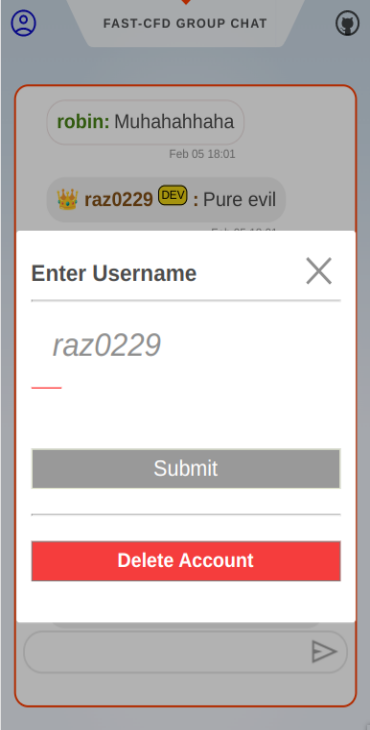 FAST-CFD GROUP CHAT
robin: Muhahahhaha
Feb 05 18:01
raz0229 DEV : Pure evil
Enter Username
raz0229
Submit
Delete Account